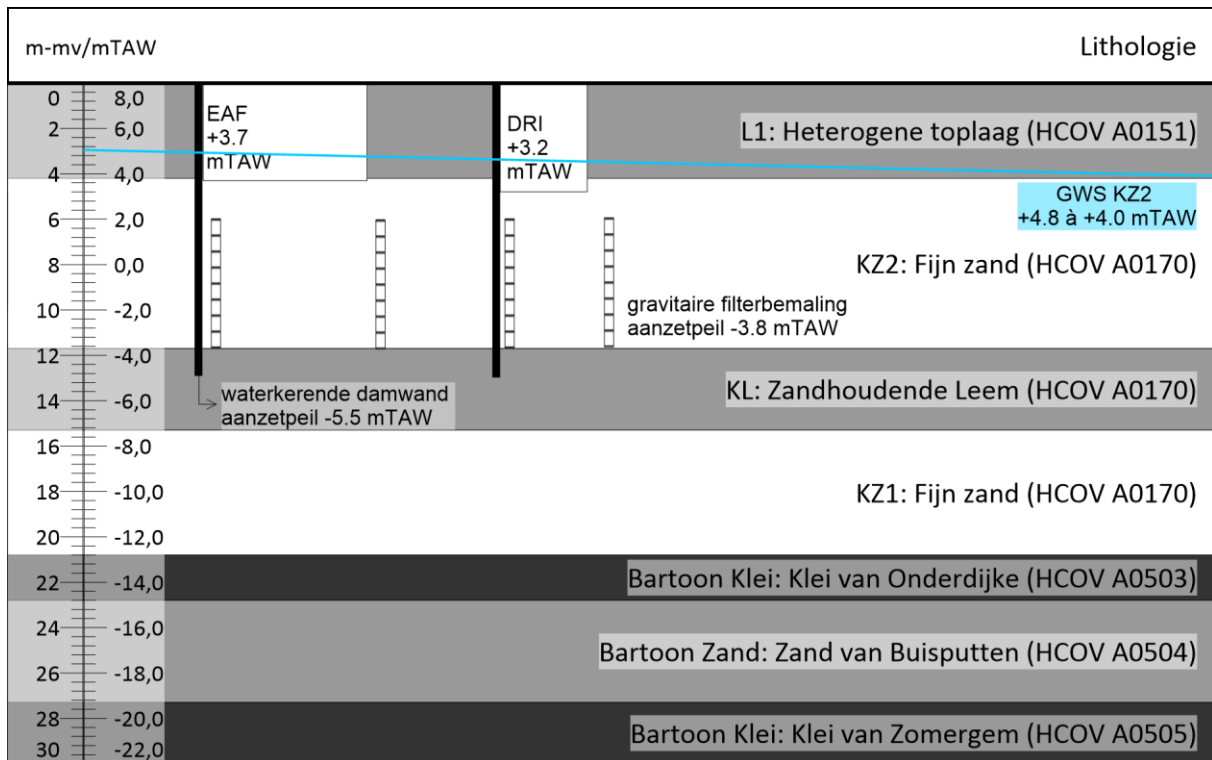 m-mv/mTAW
Lithologie
0 8,0
2 6,0
4 4,0
6 2,0
8 0,0
10 -2,0
12 -4,0
14 -6,0
16 -8,0
18 -10,0
20 -12,0
22 -14,0
24 -16,0
26 -18,0
28 -20,0
30 -22,0
EAF
+3.7
mTAW
DRI
+3.2
mTAW
L1: Heterogene toplaag (HCOV A0151)
GWS KZ2
+4.8 à +4.0 mTAW
KZ2: Fijn zand (HCOV A0170)
gravitaire filterbemaling
aanzetpeil -3.8 mTAW
waterkerende damwand
aanzetpeil -5.5 mTAW
KL: Zandhoudende Leem (HCOV A0170)
KZ1: Fijn zand (HCOV A0170)
Bartoon Klei: Klei van Onderdijke (HCOV A0503)
Bartoon Zand: Zand van Buisputten (HCOV A0504)
Bartoon Klei: Klei van Zomergem (HCOV A0505)